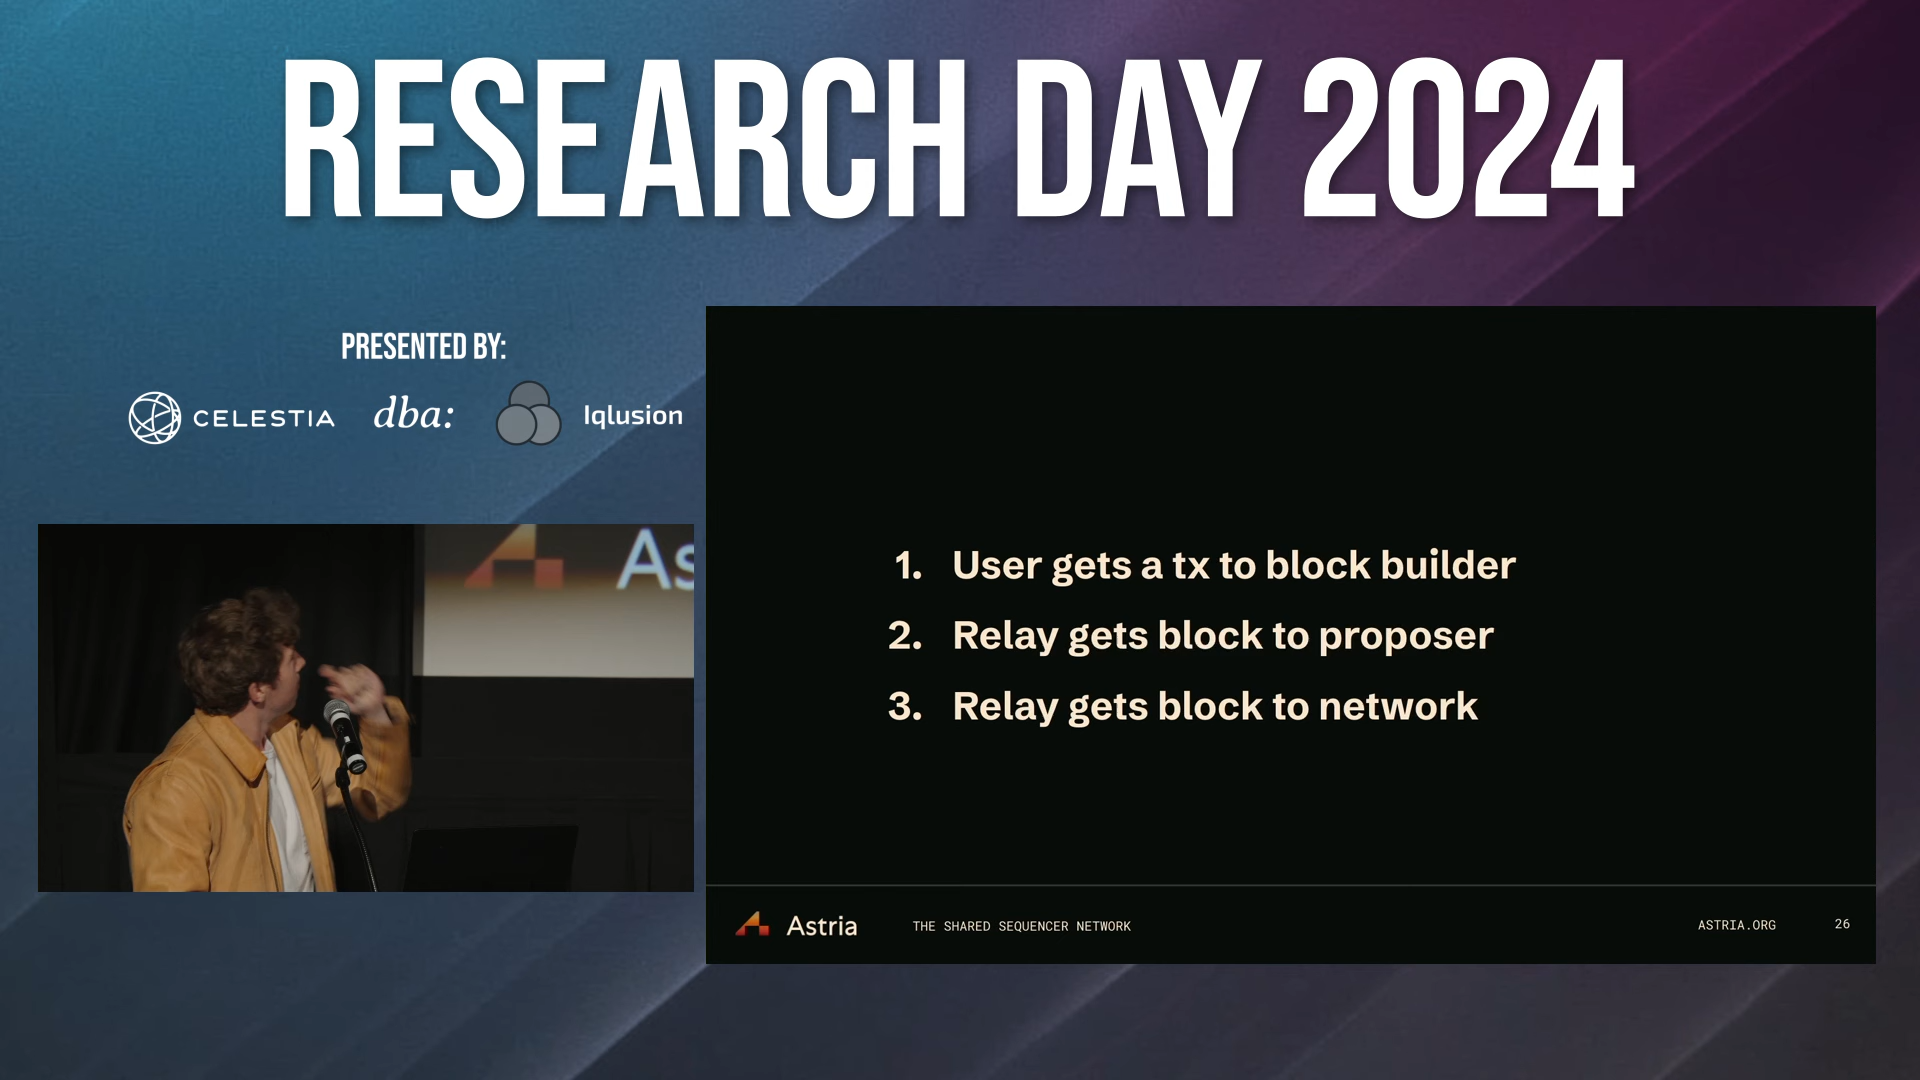 RESEARCH DAY 2024
PRESENTED BY:
CELESTIA
dba:
Iqlusion
As
1. User gets a tx to block builder
2. Relay gets block to proposer
3. Relay gets block to network
Astria
THE SHARED SEQUENCER NETWORK
ASTRIA.ORG
26